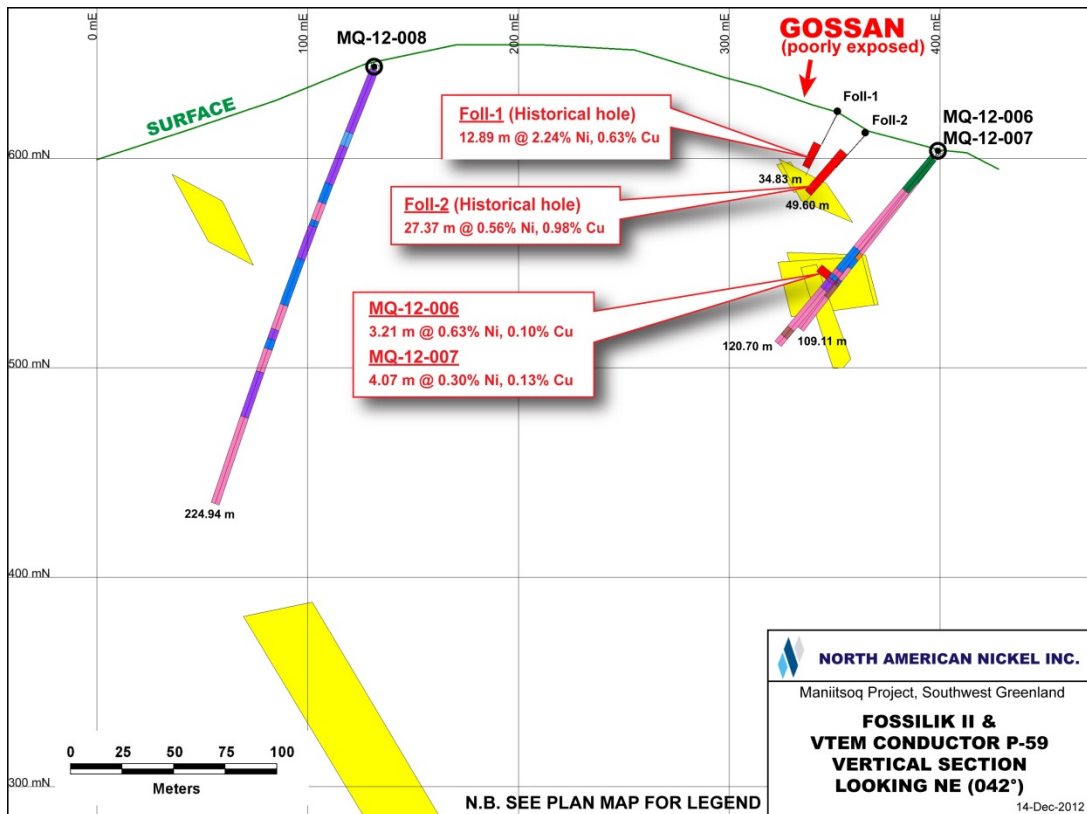 0 mE
100 mE
200 mE
300 mE
400 mE
MQ-12-008
GOSSAN
(poorly exposed)
Foll-1
Foll-2
MQ-12-006
MQ-12-007
SURFACE
600 mN
Foll-1 (Historical hole)
12.89 m @ 2.24% Ni, 0.63% Cu
34.83 m
49.60 m
Foll-2 (Historical hole)
27.37 m @ 0.56% Ni, 0.98% Cu
MQ-12-006
3.21 m @ 0.63% Ni, 0.10% Cu
MQ-12-007
4.07 m @ 0.30% Ni, 0.13% Cu
120.70 m
109.11 m
500 mN
224.94 m
400 mN
0 25 50 75 100
Meters
300 mN
N.B. SEE PLAN MAP FOR LEGEND
NORTH AMERICAN NICKEL INC.
Maniitsoq Project, Southwest Greenland
FOSSILIK II &
VTEM CONDUCTOR P-59
VERTICAL SECTION
LOOKING NE (042°)
14-Dec-2012